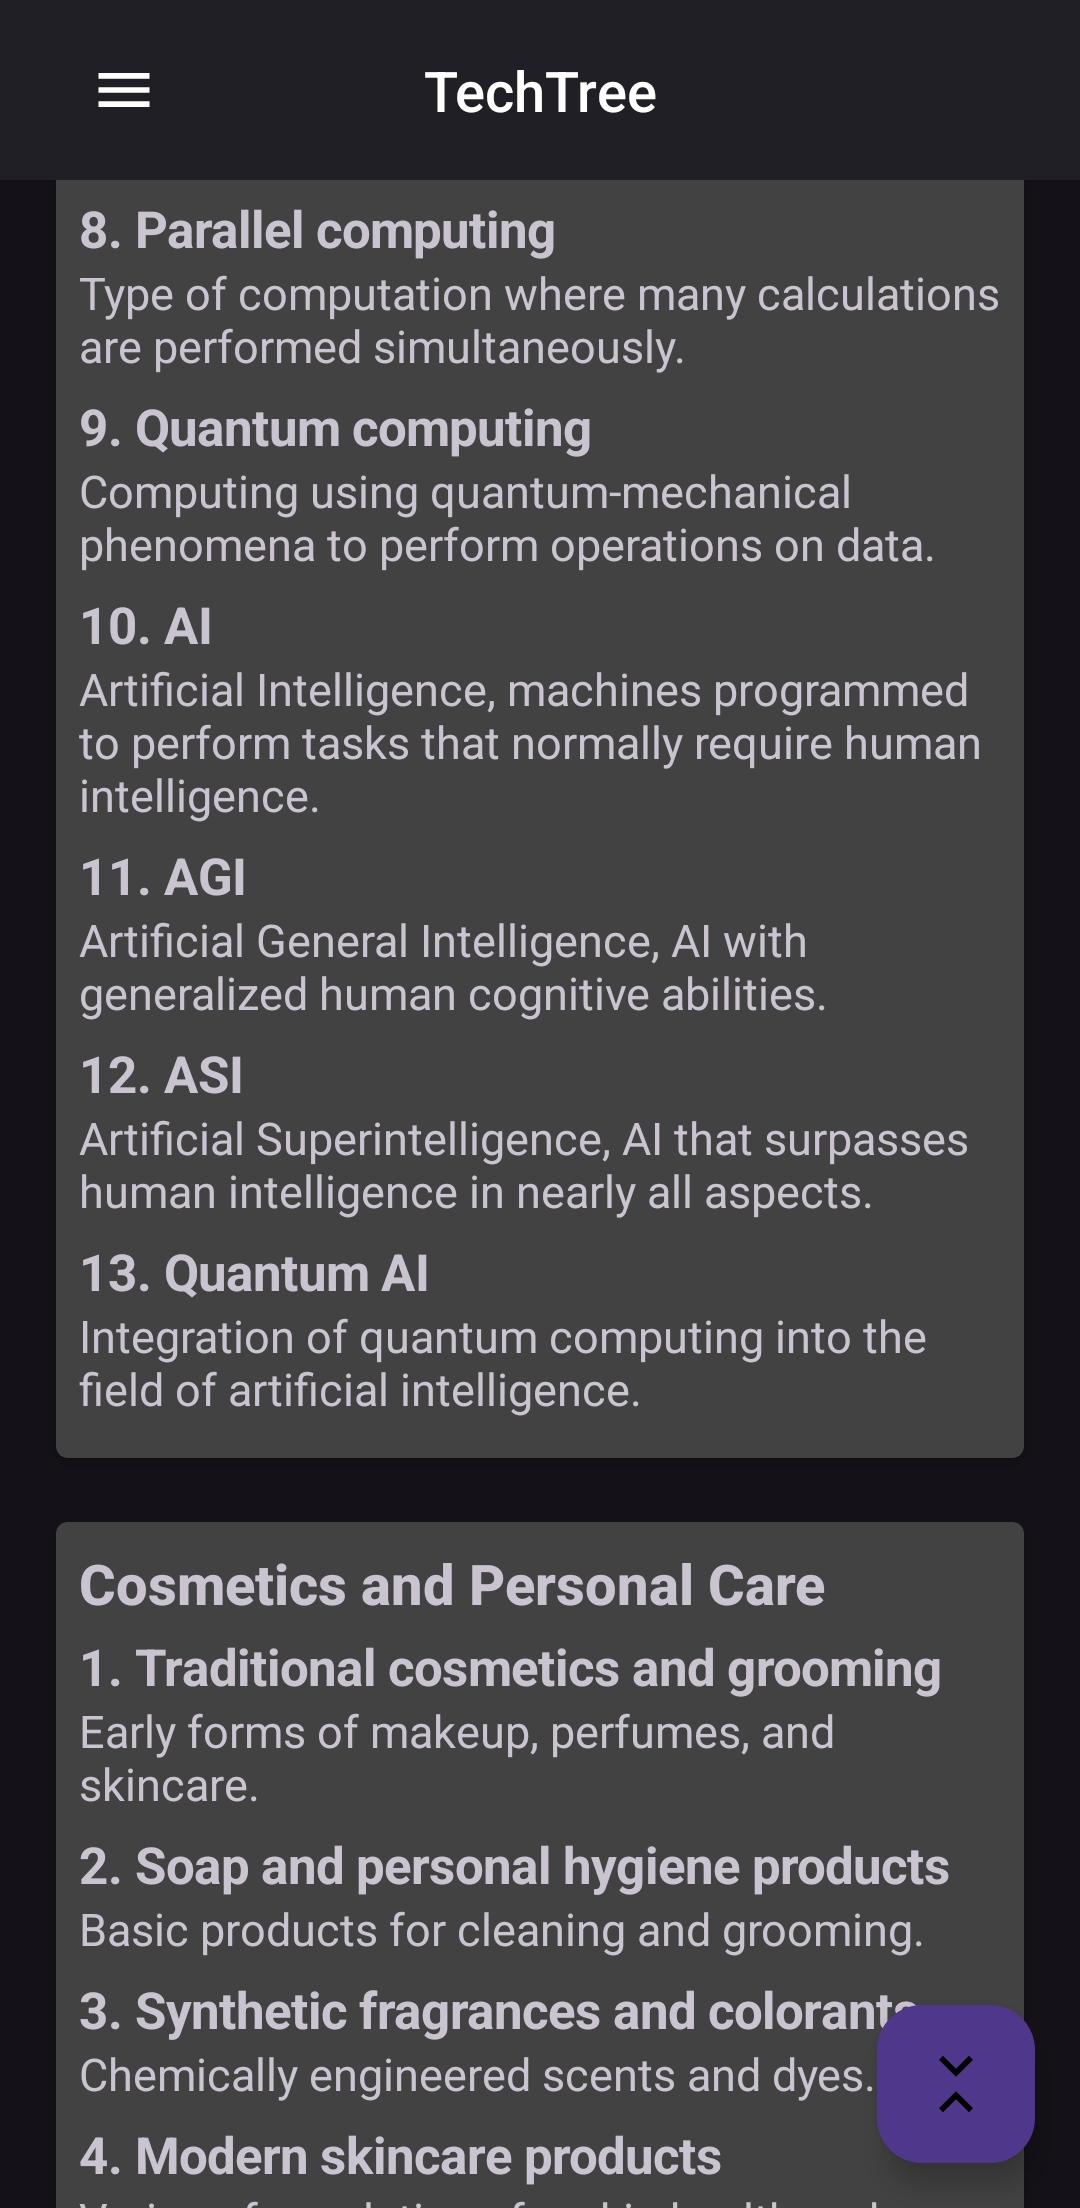 TechTree
8. Parallel computing
Type of computation where many calculations
are performed simultaneously.
9. Quantum computing
Computing using quantum-mechanical
phenomena to perform operations on data.
10. AI
Artificial Intelligence, machines programmed
to perform tasks that normally require human
intelligence.
11. AGI
Artificial General Intelligence, AI with
generalized human cognitive abilities.
12. ASI
Artificial Superintelligence, AI that surpasses
human intelligence in nearly all aspects.
13. Quantum AI
Integration of quantum computing into the
field of artificial intelligence.
Cosmetics and Personal Care
1. Traditional cosmetics and grooming
Early forms of makeup, perfumes, and
skincare.
2. Soap and personal hygiene products
Basic products for cleaning and grooming.
3. Synthetic fragrances and colorants
Chemically engineered scents and dyes.
4. Modern skincare products